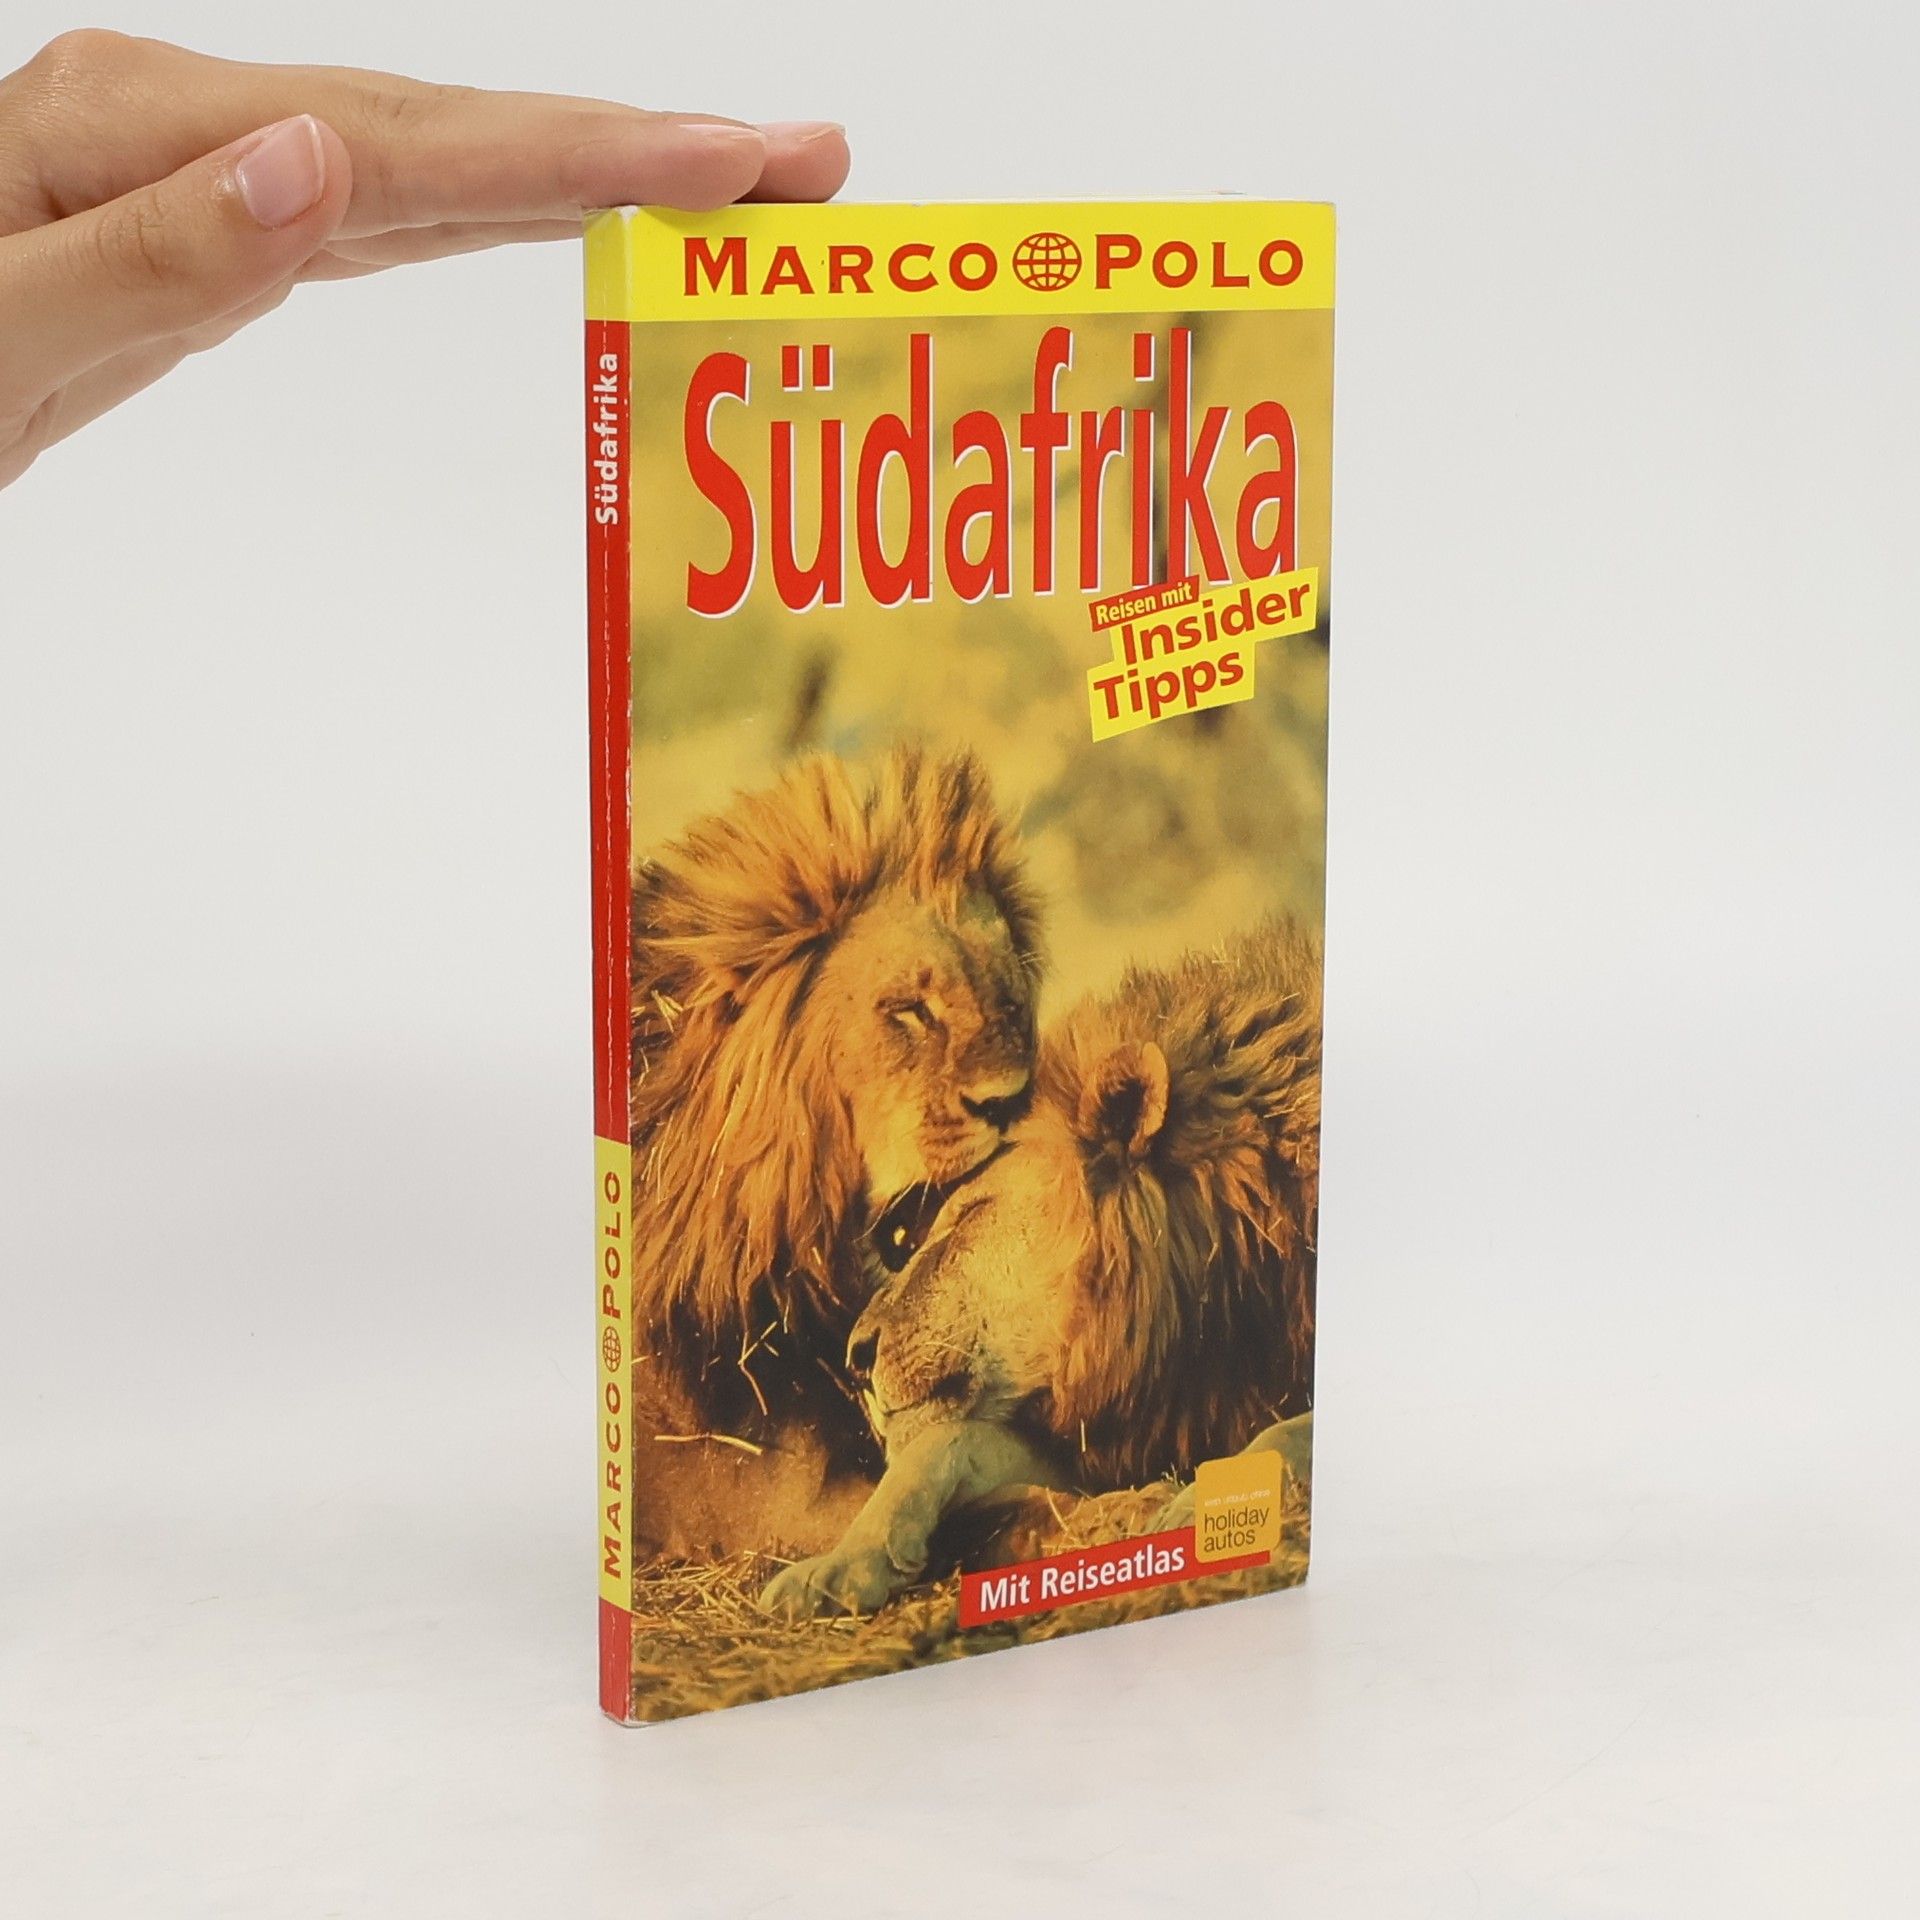 MARCO POLO
Südafrika
Reisen mit
Insider
Tipps
holiday
autos
Mit Reiseatlas
Südafrika
MARCO POLO